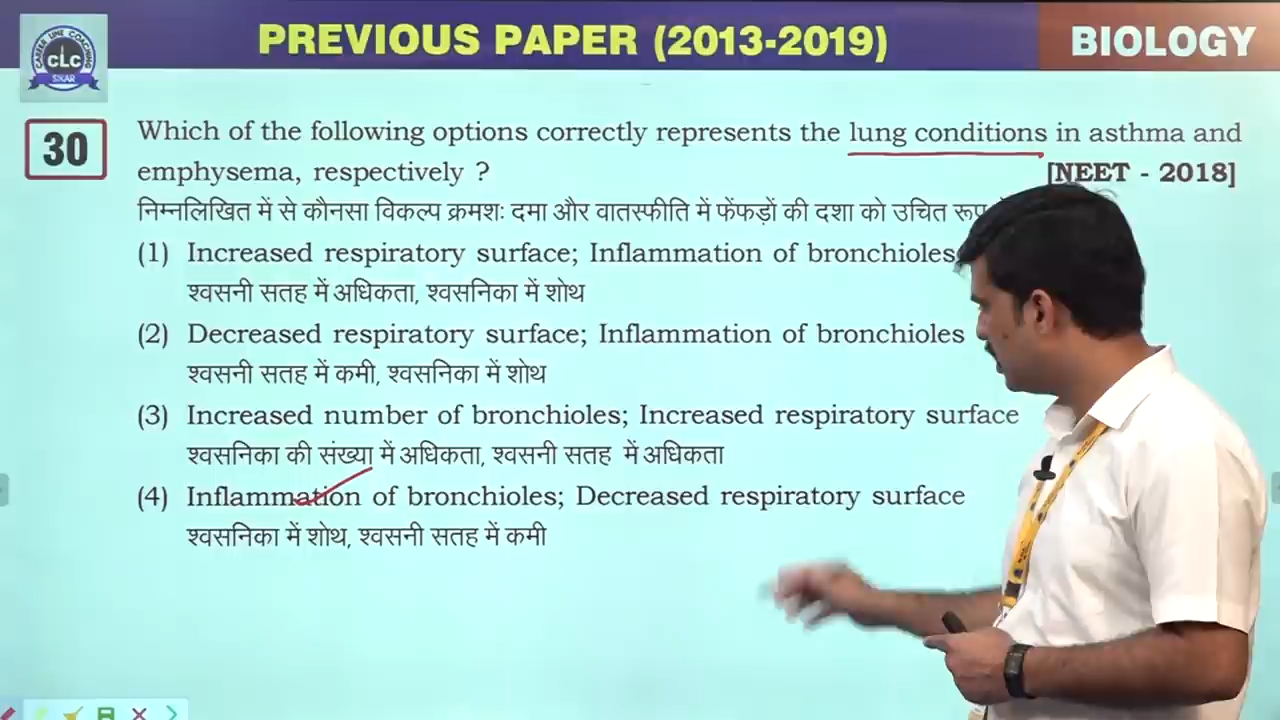 CAREER LINE COACHING
CLC
SIKAR
PREVIOUS PAPER (2013-2019)
BIOLOGY
30
Which of the following options correctly represents the lung conditions in asthma and
emphysema, respectively ?
[NEET - 2018]
निम्नलिखित में से कौनसा विकल्प क्रमशः दमा और वातस्फीति में फेंफड़ों की दशा को उचित रूप
(1) Increased respiratory surface; Inflammation of bronchioles
श्वसनी सतह में अधिकता, श्वसनिका में शोथ
(2) Decreased respiratory surface; Inflammation of bronchioles
श्वसनी सतह में कमी, श्वसनिका में शोथ
(3) Increased number of bronchioles; Increased respiratory surface
श्वसनिका की संख्या में अधिकता, श्वसनी सतह में अधिकता
(4) Inflammation of bronchioles; Decreased respiratory surface
श्वसनिका में शोथ, श्वसनी सतह में कमी